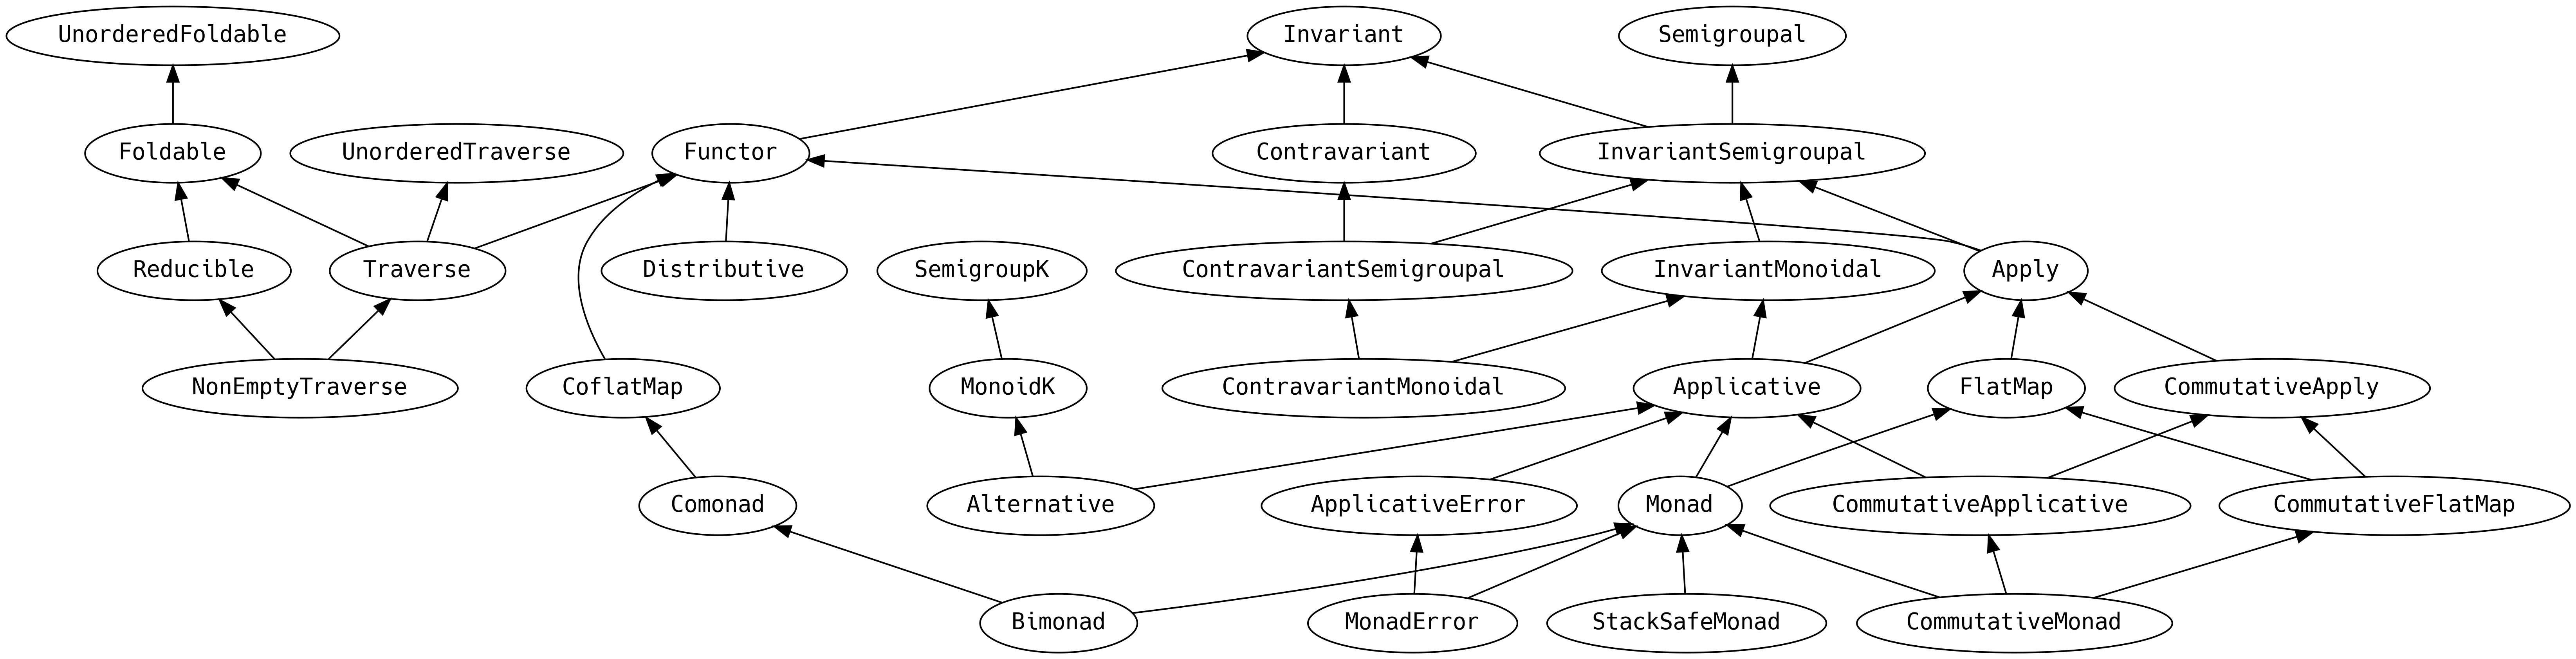 UnorderedFoldable
Invariant
Semigroupal
Foldable
UnorderedTraverse
Functor
Contravariant
InvariantSemigroupal
Reducible
Traverse
Distributive
SemigroupK
ContravariantSemigroupal
InvariantMonoidal
Apply
NonEmptyTraverse
CoflatMap
MonoidK
ContravariantMonoidal
Applicative
FlatMap
CommutativeApply
Comonad
Alternative
ApplicativeError
Monad
CommutativeApplicative
CommutativeFlatMap
Bimonad
MonadError
StackSafeMonad
CommutativeMonad